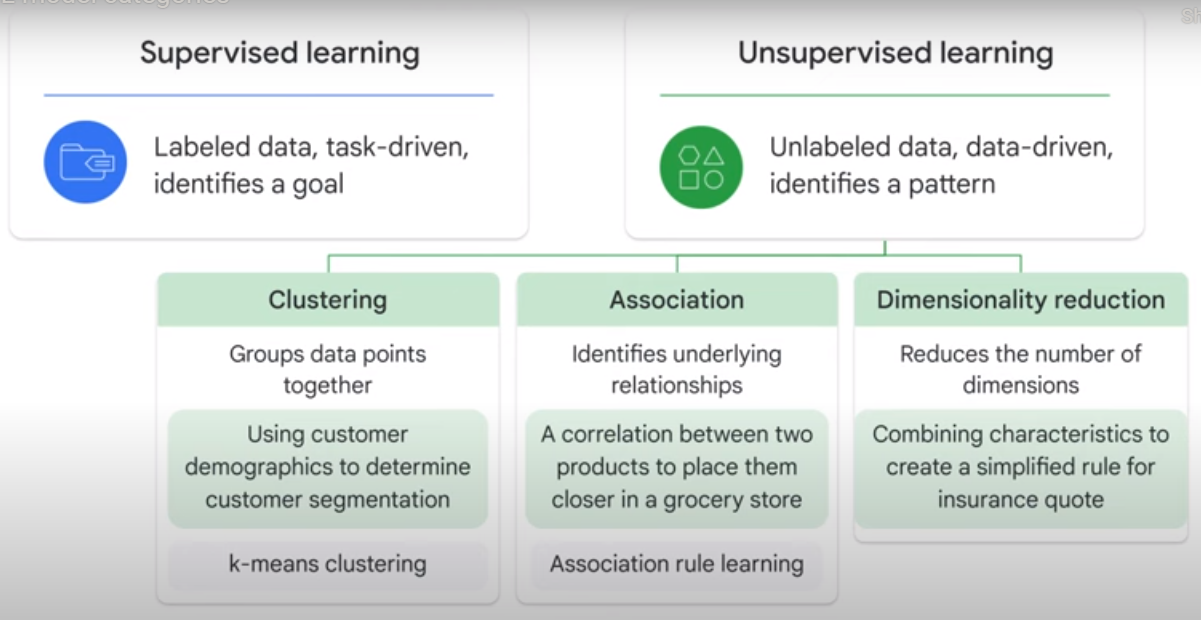 model categories
Supervised learning
Labeled data, task-driven,
identifies a goal
Unsupervised learning
Unlabeled data, data-driven,
identifies a pattern
Clustering
Groups data points
together
Using customer
demographics to determine
customer segmentation
k-means clustering
Association
Identifies underlying
relationships
A correlation between two
products to place them
closer in a grocery store
Association rule learning
Dimensionality reduction
Reduces the number of
dimensions
Combining characteristics to
create a simplified rule for
insurance quote